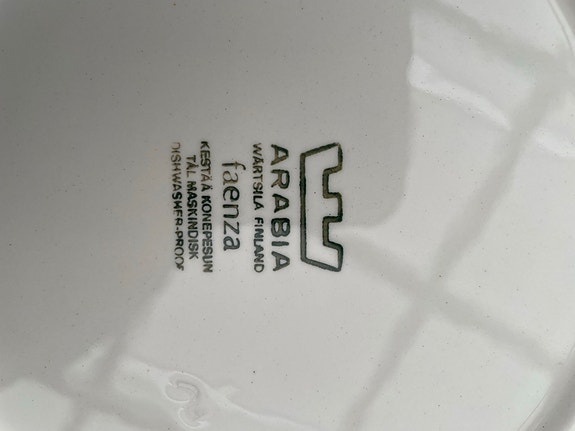 ARABIA
WÄRTSILÄ FINLAND
faenza
KESTÄÄ KONEPESUN
TÅL MASKINDISK
DISHWASHER-PROOF